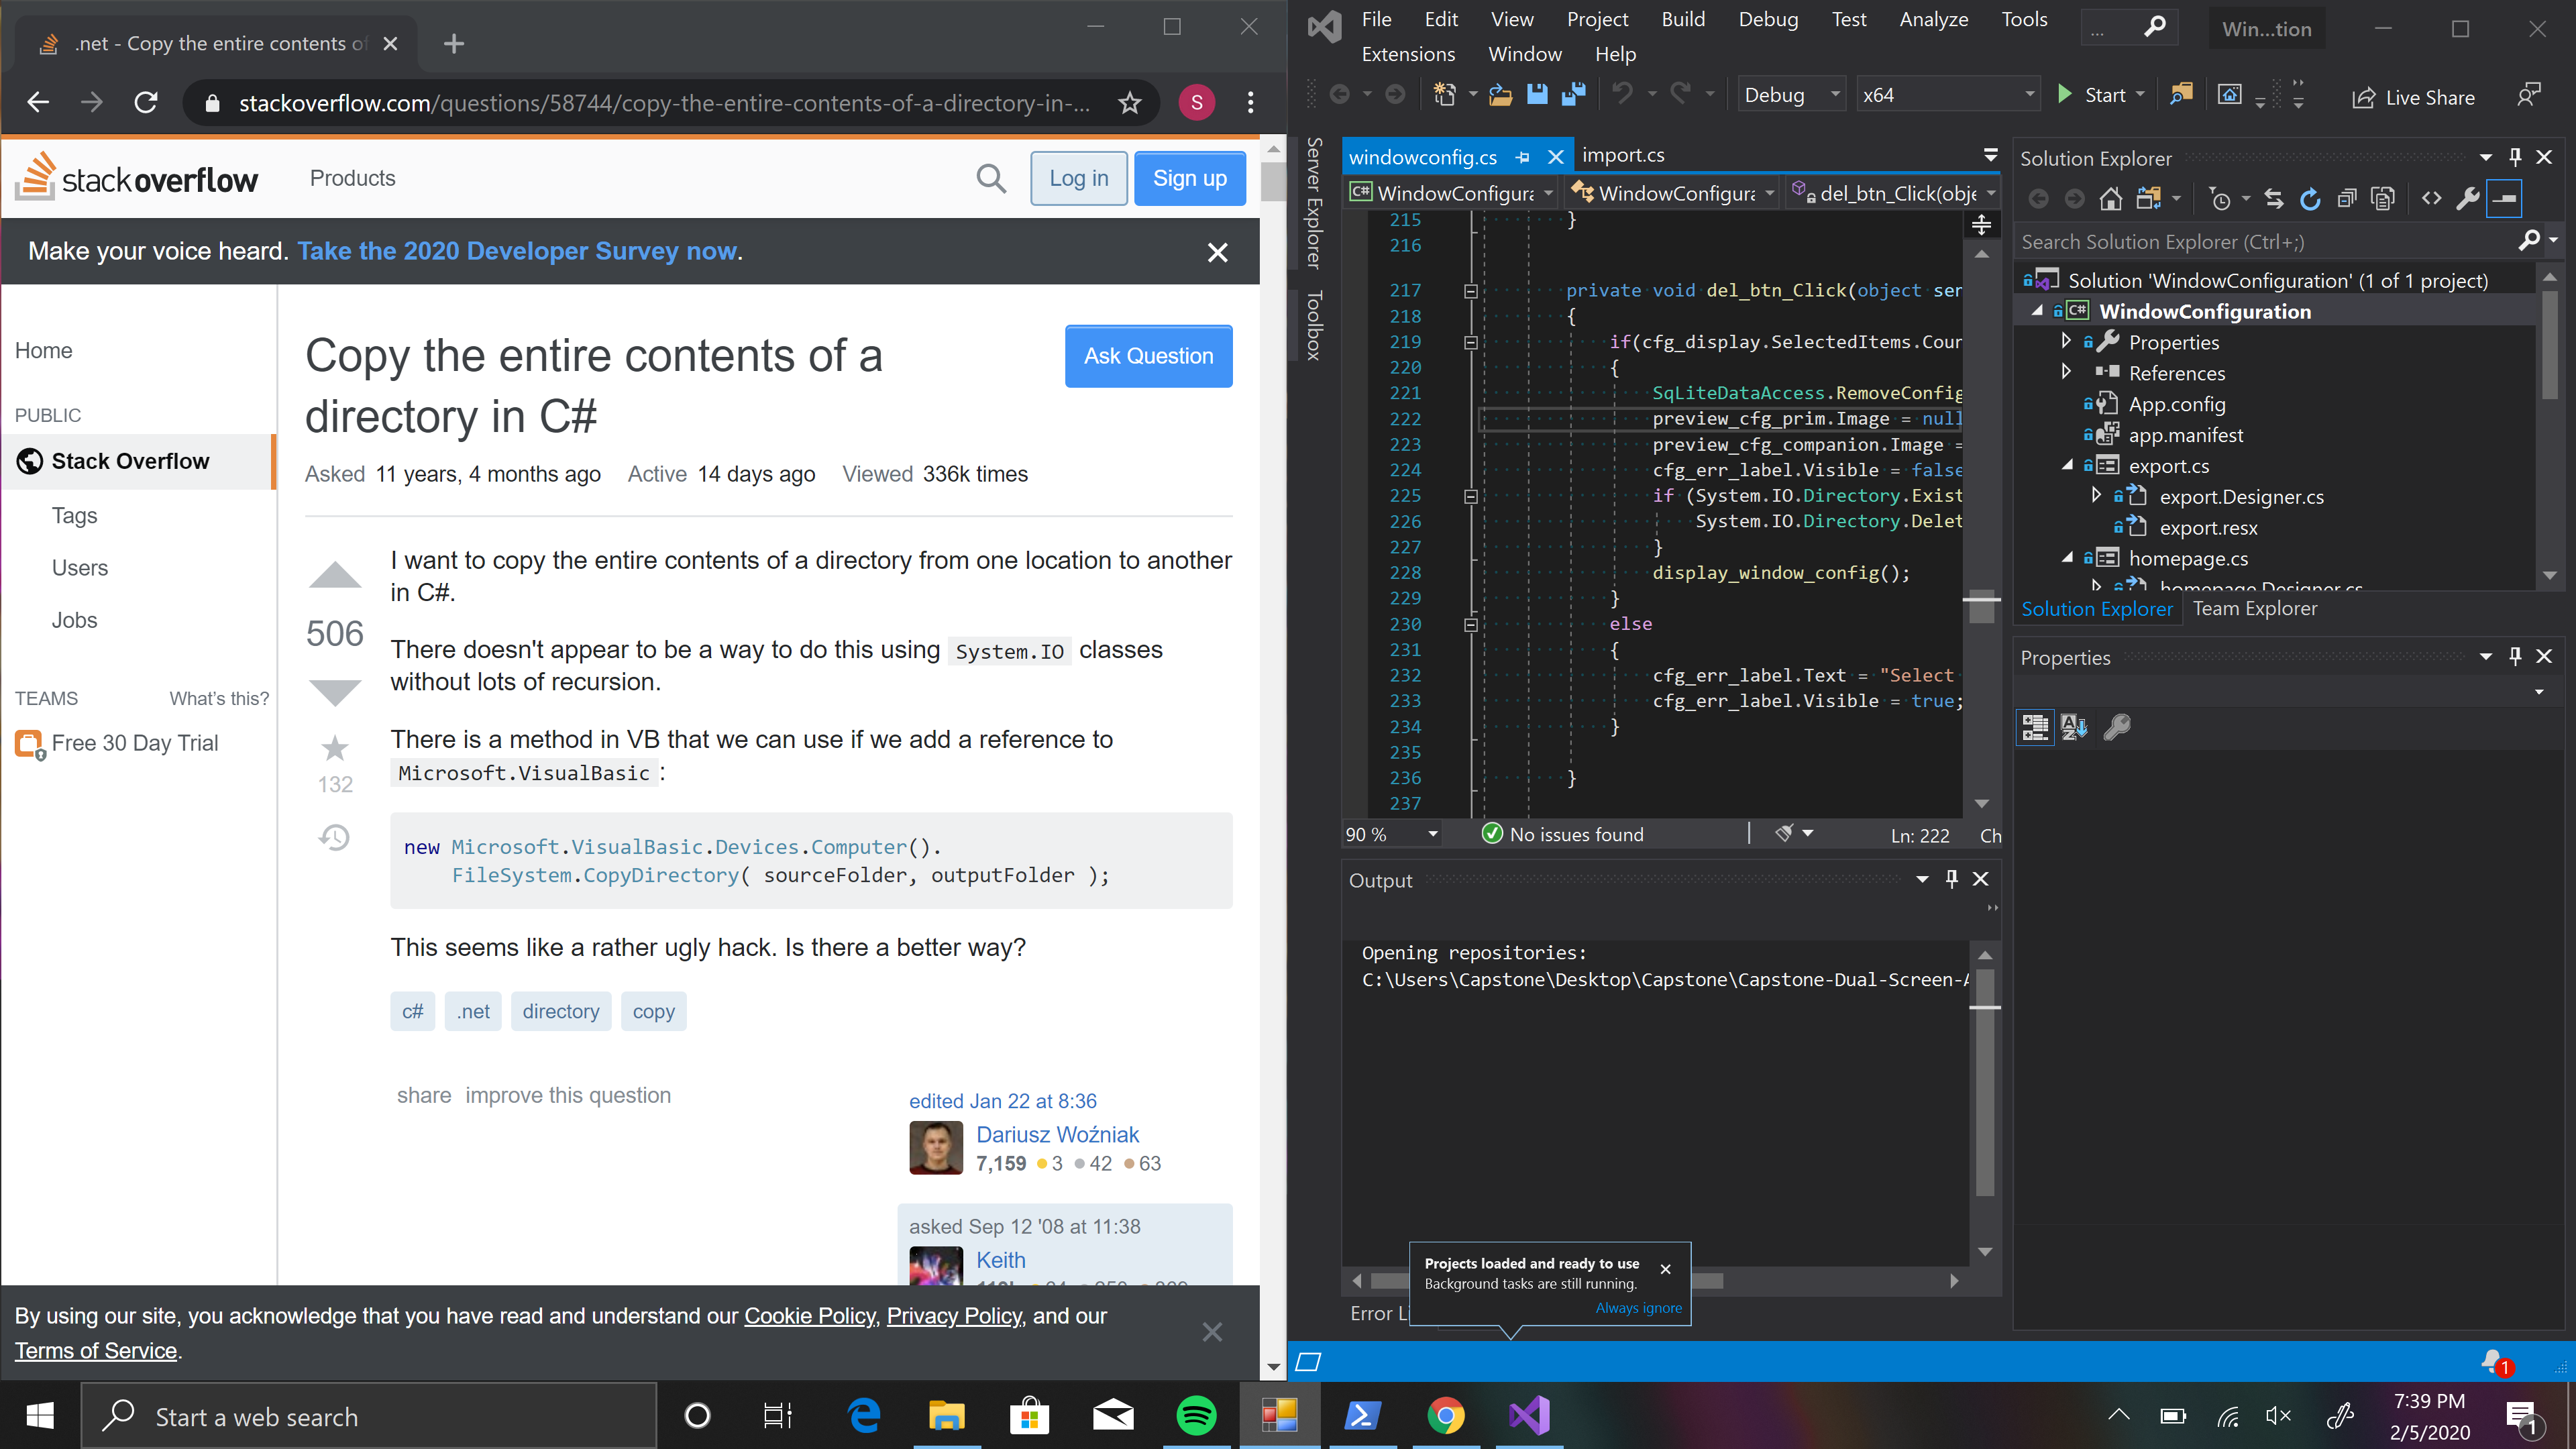 .net - Copy the entire contents of
stackoverflow.com/questions/58744/copy-the-entire-contents-of-a-directory-in-...
S
stackoverflow
Products
Log in
Sign up
Make your voice heard. Take the 2020 Developer Survey now.
Home
PUBLIC
Stack Overflow
Tags
Users
Jobs
TEAMS
What's this?
Free 30 Day Trial
Copy the entire contents of a
directory in C#
Ask Question
Asked 11 years, 4 months ago Active 14 days ago Viewed 336k times
506
132
I want to copy the entire contents of a directory from one location to another
in C#.
There doesn't appear to be a way to do this using System.IO classes
without lots of recursion.
There is a method in VB that we can use if we add a reference to
Microsoft.VisualBasic:
new Microsoft.VisualBasic.Devices.Computer().
FileSystem.CopyDirectory( sourceFolder, outputFolder );
This seems like a rather ugly hack. Is there a better way?
c# .net directory copy
share improve this question
edited Jan 22 at 8:36
Dariusz Woźniak
7,159 3 42 63
asked Sep 12 '08 at 11:38
Keith
By using our site, you acknowledge that you have read and understand our Cookie Policy, Privacy Policy, and our
Terms of Service.
File Edit View Project Build Debug Test Analyze Tools
Extensions Window Help
...
Win...tion
Debug
x64
Start
Live Share
Server Explorer
Toolbox
windowconfig.cs
import.cs
C# WindowConfigura
WindowConfigura
del_btn_Click(obje
215 }
216
217 private void del_btn_Click(object ser
218 {
219 if(cfg_display.SelectedItems.Cour
220 {
221 SqLiteDataAccess.RemoveConfig
222 preview_cfg_prim.Image = null
223 preview_cfg_companion.Image =
224 cfg_err_label.Visible = false
225 if (System.IO.Directory.Exist
226 System.IO.Directory.Delet
227 }
228 display_window_config();
229 }
230 else
231 {
232 cfg_err_label.Text = "Select
233 cfg_err_label.Visible = true;
234 }
235
236 }
237
90 %
No issues found
Ln: 222
Ch
Output
Opening repositories:
C:\Users\Capstone\Desktop\Capstone\Capstone-Dual-Screen-A
Projects loaded and ready to use
Background tasks are still running.
Always ignore
Error Li
Solution Explorer
Search Solution Explorer (Ctrl+;)
Solution 'WindowConfiguration' (1 of 1 project)
C# WindowConfiguration
Properties
References
App.config
app.manifest
export.cs
export.Designer.cs
export.resx
homepage.cs
homepage.Designer.cs
Solution Explorer
Team Explorer
Properties
1
Start a web search
7:39 PM
2/5/2020
1